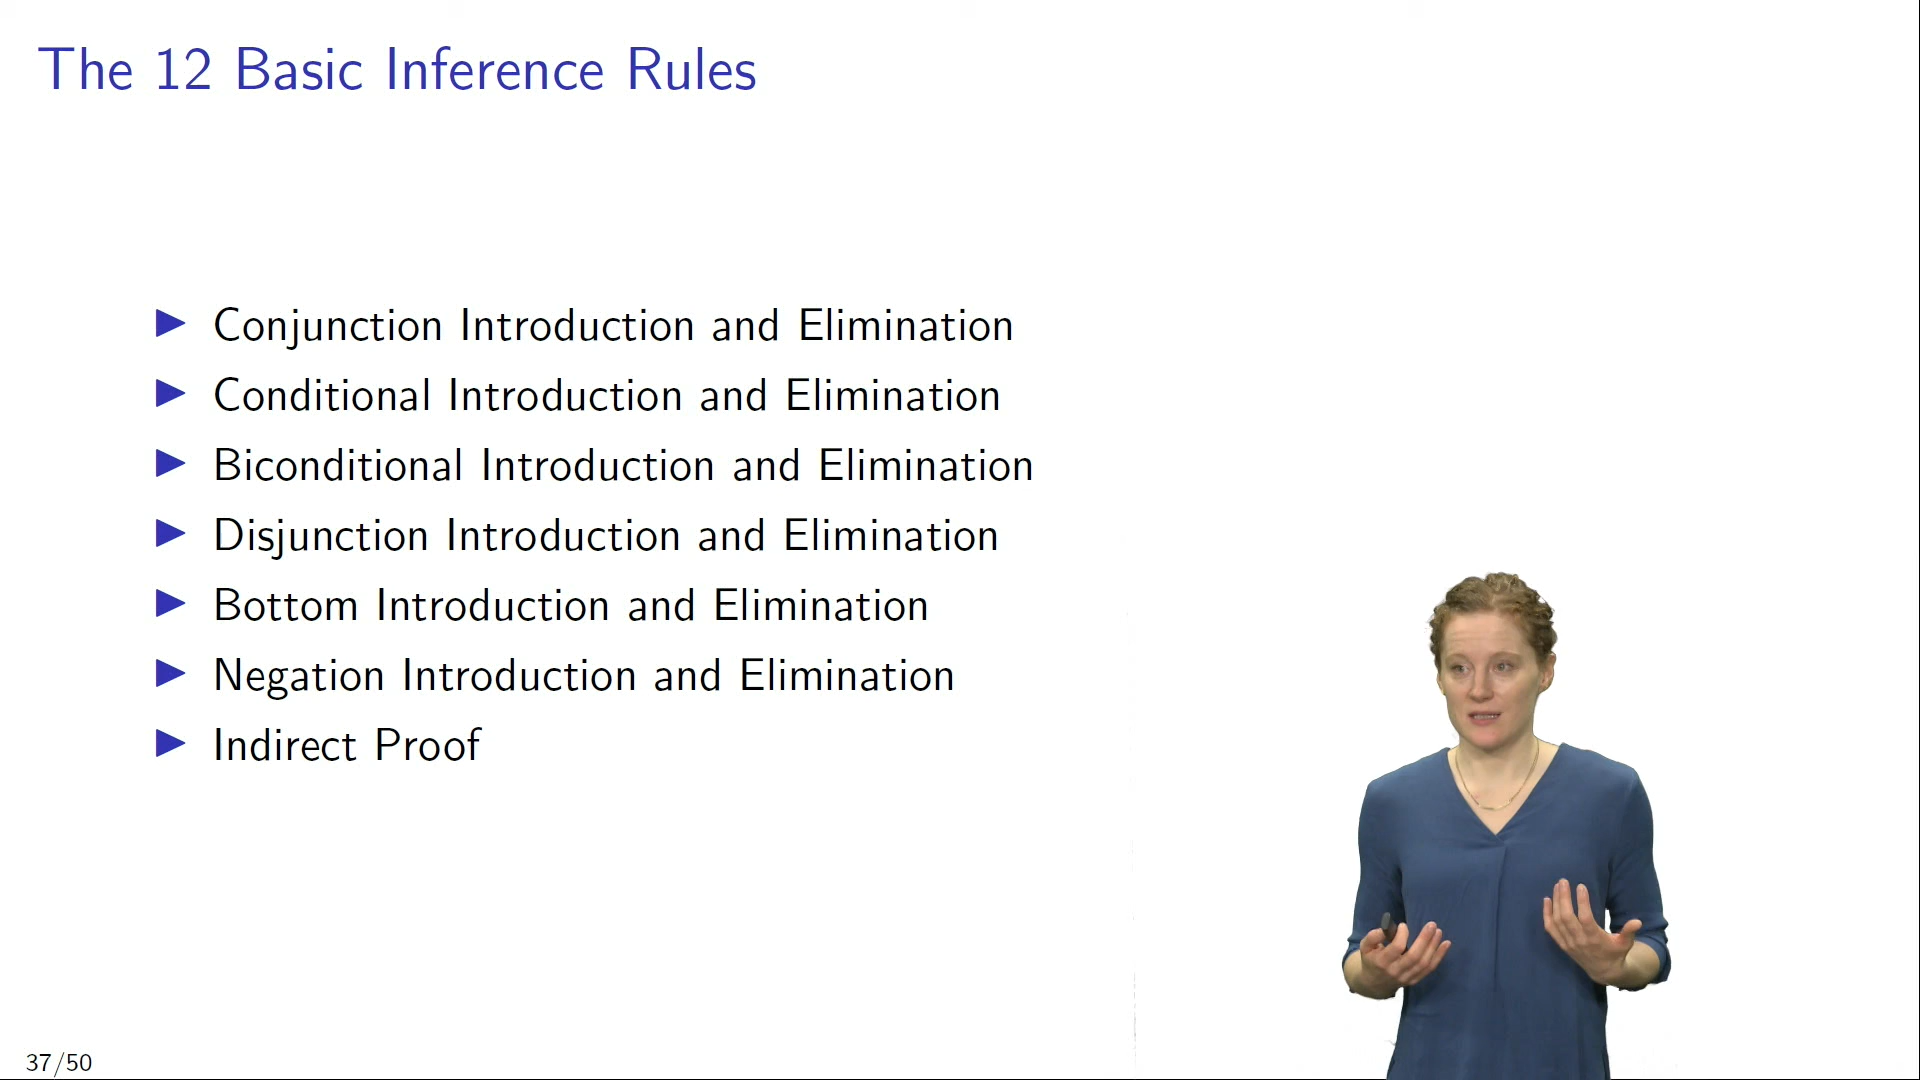 The 12 Basic Inference Rules
Conjunction Introduction and Elimination
Conditional Introduction and Elimination
Biconditional Introduction and Elimination
Disjunction Introduction and Elimination
Bottom Introduction and Elimination
Negation Introduction and Elimination
Indirect Proof
37/50